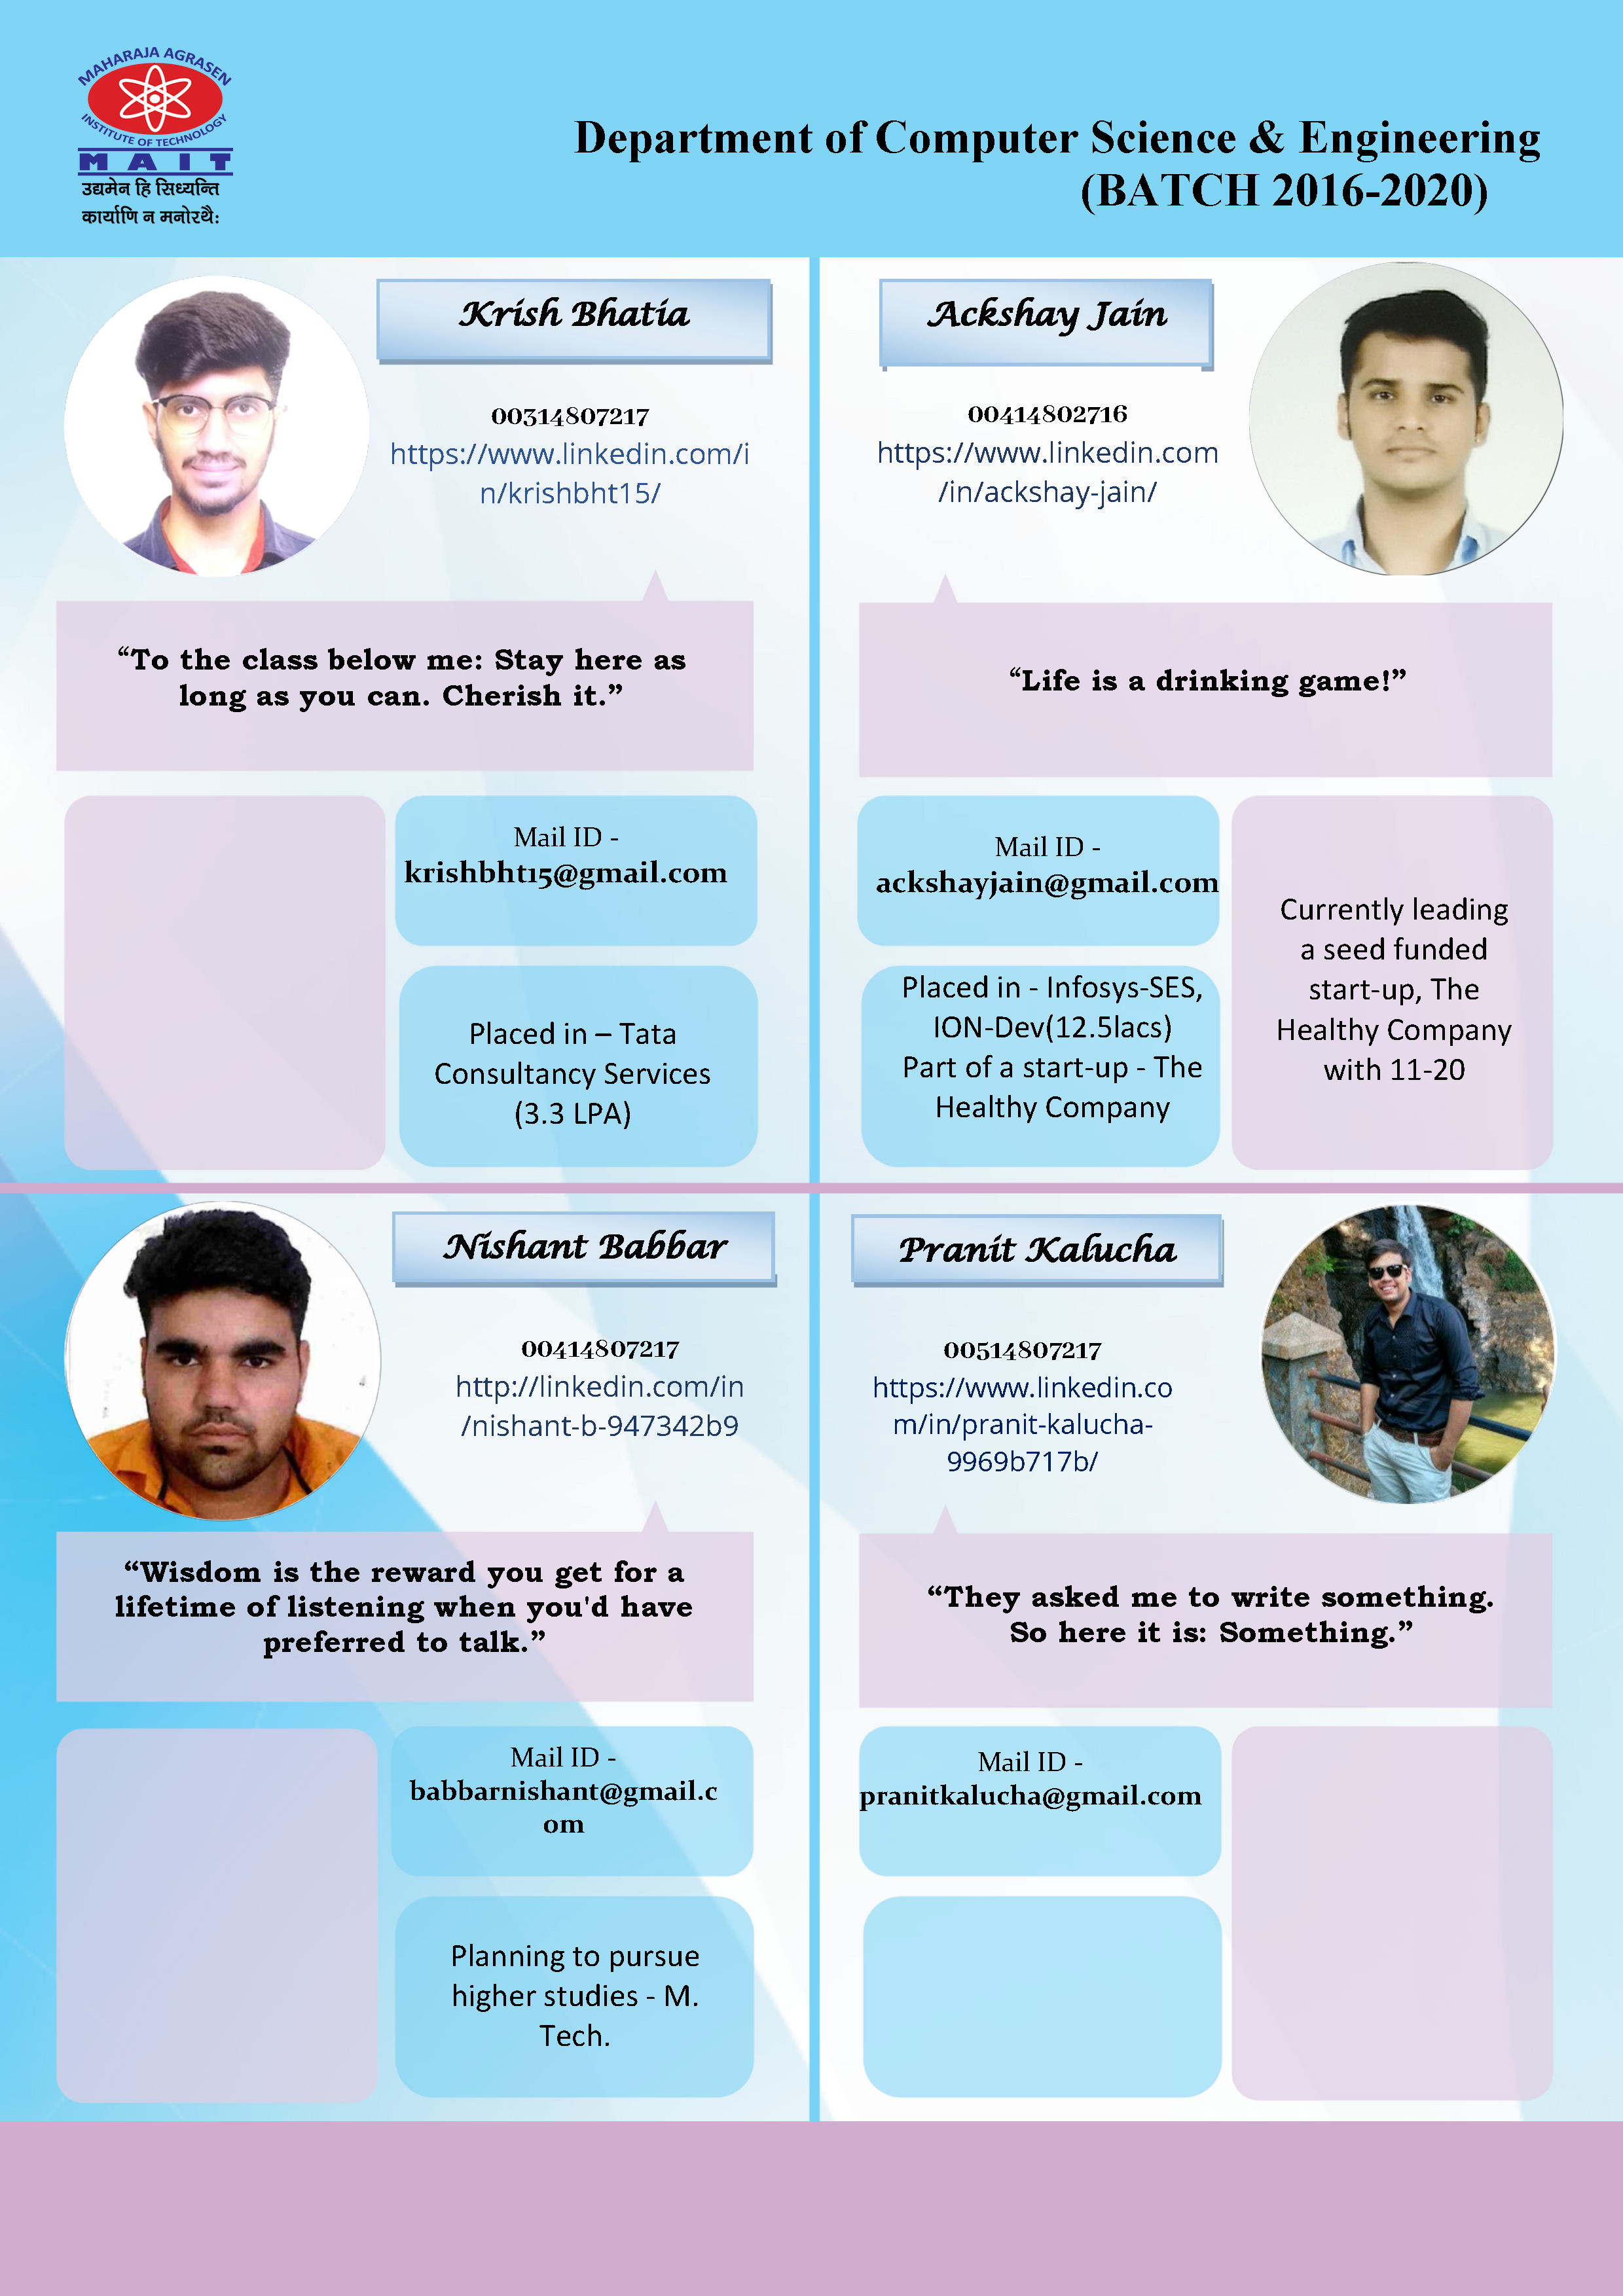 MAHARAJA AGRASEN
INSTITUTE OF TECHNOLOGY
MAIT
उद्यमेन हि सिध्यन्ति
कार्याणि न मनोरथै:
Department of Computer Science & Engineering
(BATCH 2016-2020)
Krish Bhatia
00314807217
https://www.linkedin.com/i
n/krishbht15/
“To the class below me: Stay here as
long as you can. Cherish it.”
Mail ID -
krishbht15@gmail.com
Placed in – Tata
Consultancy Services
(3.3 LPA)
Ackshay Jain
00414802716
https://www.linkedin.com
/in/ackshay-jain/
“Life is a drinking game!”
Mail ID -
ackshayjain@gmail.com
Placed in - Infosys-SES,
ION-Dev(12.5lacs)
Part of a start-up - The
Healthy Company
Currently leading
a seed funded
start-up, The
Healthy Company
with 11-20
Nishant Babbar
00414807217
http://linkedin.com/in
/nishant-b-947342b9
“Wisdom is the reward you get for a
lifetime of listening when you'd have
preferred to talk.”
Mail ID -
babbarnishant@gmail.c
om
Planning to pursue
higher studies - M.
Tech.
Pranit Kalucha
00514807217
https://www.linkedin.co
m/in/pranit-kalucha-
9969b717b/
“They asked me to write something.
So here it is: Something.”
Mail ID -
pranitkalucha@gmail.com